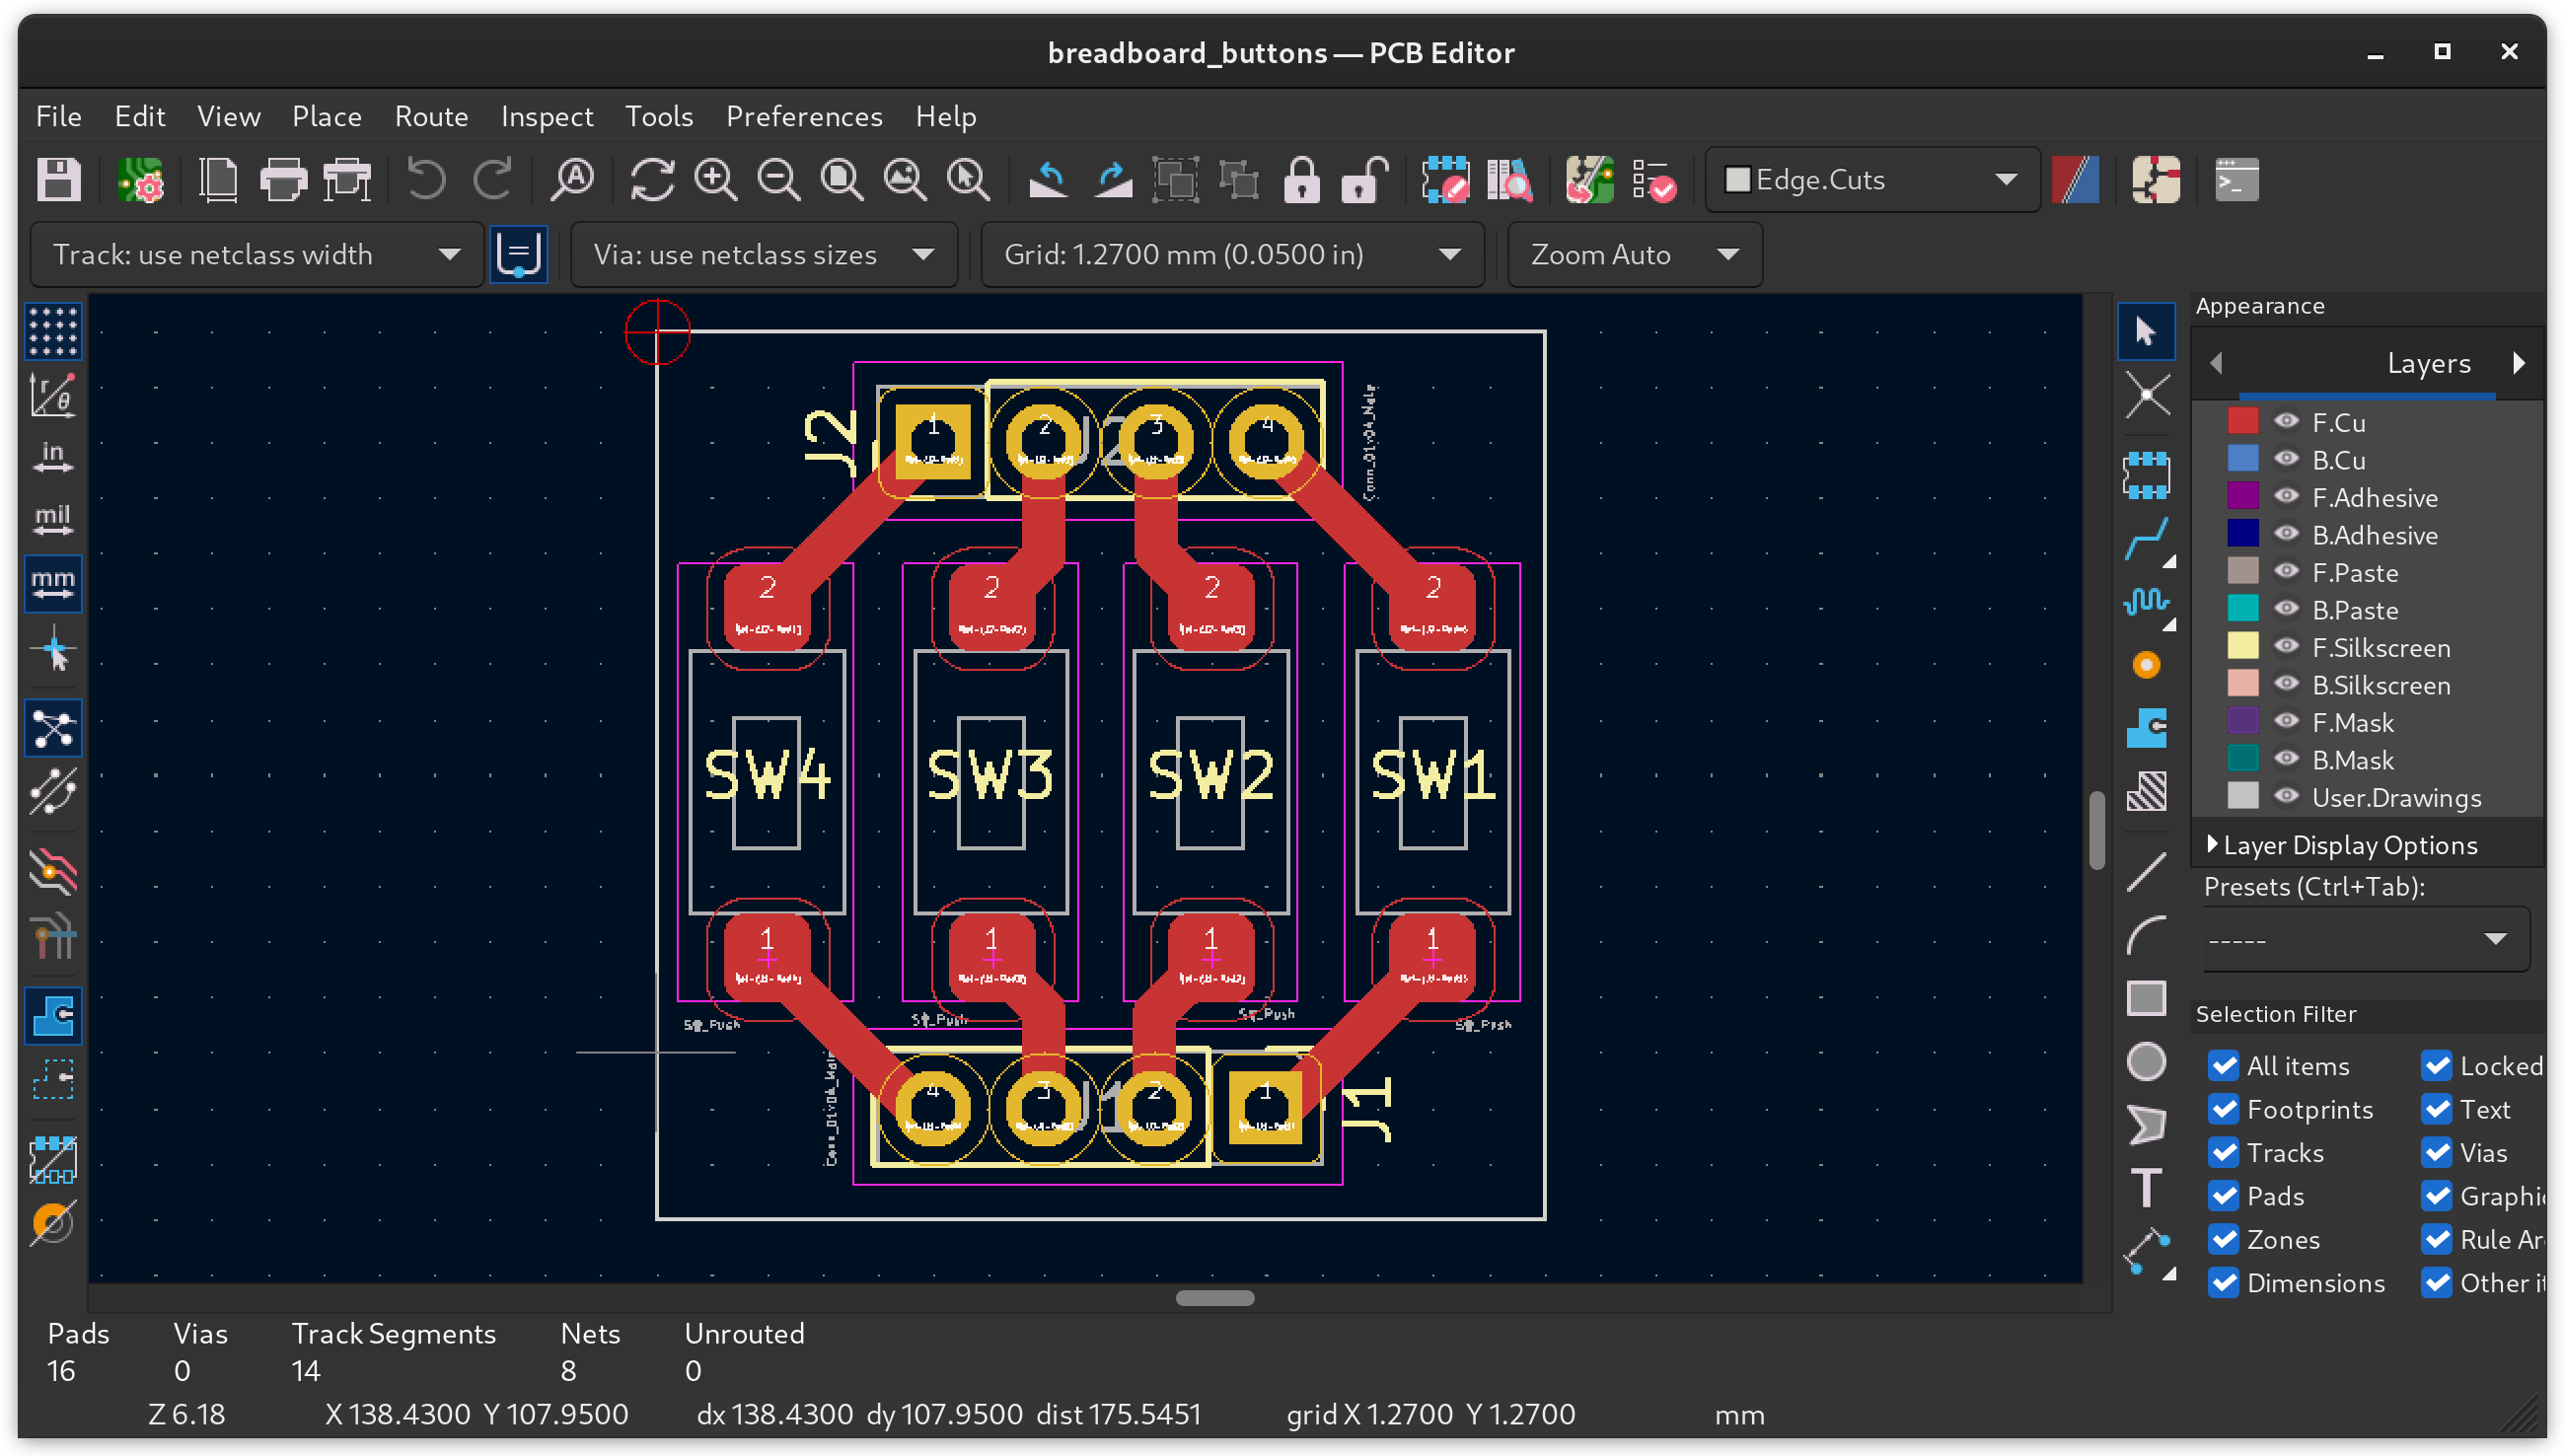 breadboard_buttons — PCB Editor
File Edit View Place Route Inspect Tools Preferences Help
Edge.Cuts
Track: use netclass width
Via: use netclass sizes
Grid: 1.2700 mm (0.0500 in)
Zoom Auto
in
mil
mm
J2
1 2 3 4
J2
Conn_01x04_Male
2 2 2 2
SW4 SW3 SW2 SW1
1 1 1 1
SW_Push SW_Push SW_Push SW_Push
Conn_01x04_Male
4 3 2 1
J1
J1
Appearance
Layers
F.Cu
B.Cu
F.Adhesive
B.Adhesive
F.Paste
B.Paste
F.Silkscreen
B.Silkscreen
F.Mask
B.Mask
User.Drawings
Layer Display Options
Presets (Ctrl+Tab):
-----
Selection Filter
All items Locked
Footprints Text
Tracks Vias
Pads Graphi
Zones Rule Ar
Dimensions Other it
Pads Vias Track Segments Nets Unrouted
16 0 14 8 0
Z 6.18 X 138.4300 Y 107.9500 dx 138.4300 dy 107.9500 dist 175.5451 grid X 1.2700 Y 1.2700 mm